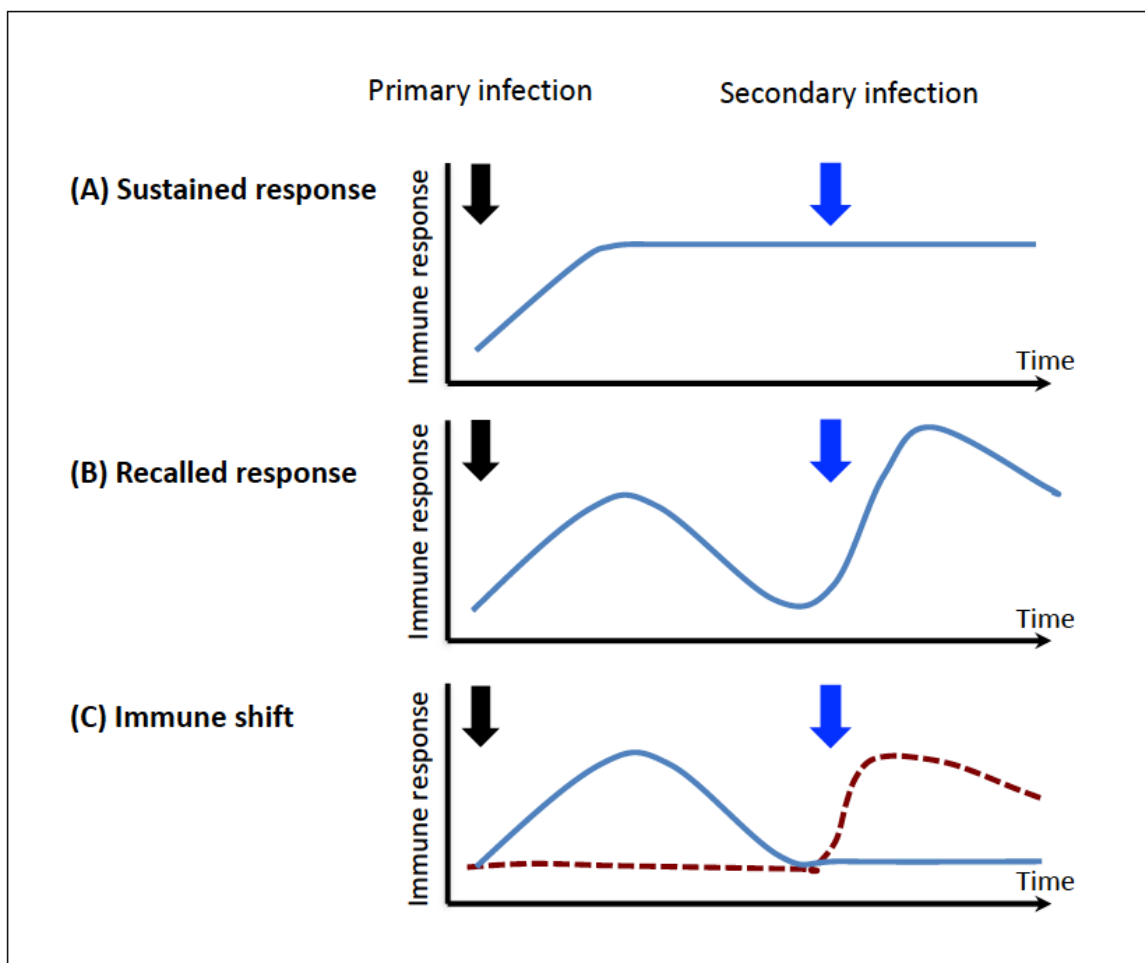 Primary infection
Secondary infection
(A) Sustained response
Immune response
Time
(B) Recalled response
Immune response
Time
(C) Immune shift
Immune response
Time